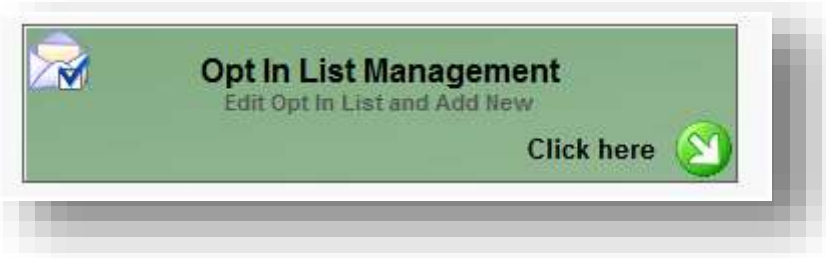 Opt In List Management
Edit Opt In List and Add New
Click here